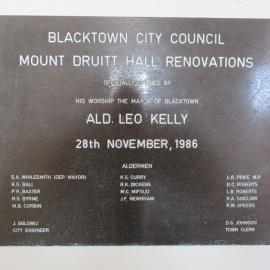 BLACKTOWN CITY COUNCIL
MOUNT DRUITT HALL RENOVATIONS
OFFICIALLY OPENED BY
HIS WORSHIP THE MAYOR OF BLACKTOWN
ALD. LEO KELLY
28th NOVEMBER, 1986
ALDERMEN
S.A. WHILESMITH (DEP. MAYOR)
K.G. BALI
P.R. BAXTER
R.S. BYRNE
M.B. CORBIN
K.S. CURRY
R.K. DICKENS
M.C. MIFSUD
J.F. NEWNHAM
L.R. PRICE M.P.
K.C. ROBERTS
L.B. ROBERTS
R.A. SINCLAIR
R.W. SPEERS
CITY ENGINEER
D.G. JOHNSON
TOWN CLERK